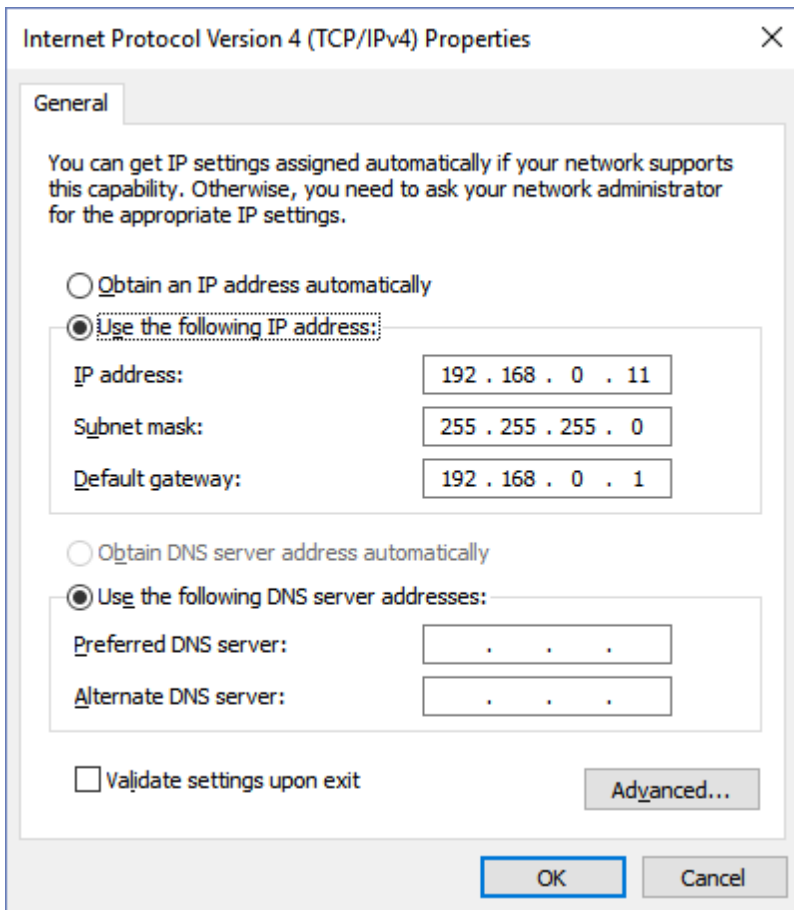 Internet Protocol Version 4 (TCP/IPv4) Properties
General
You can get IP settings assigned automatically if your network supports
this capability. Otherwise, you need to ask your network administrator
for the appropriate IP settings.
Obtain an IP address automatically
Use the following IP address:
IP address: 192 . 168 . 0 . 11
Subnet mask: 255 . 255 . 255 . 0
Default gateway: 192 . 168 . 0 . 1
Obtain DNS server address automatically
Use the following DNS server addresses:
Preferred DNS server: . . .
Alternate DNS server: . . .
Validate settings upon exit
Advanced...
OK Cancel